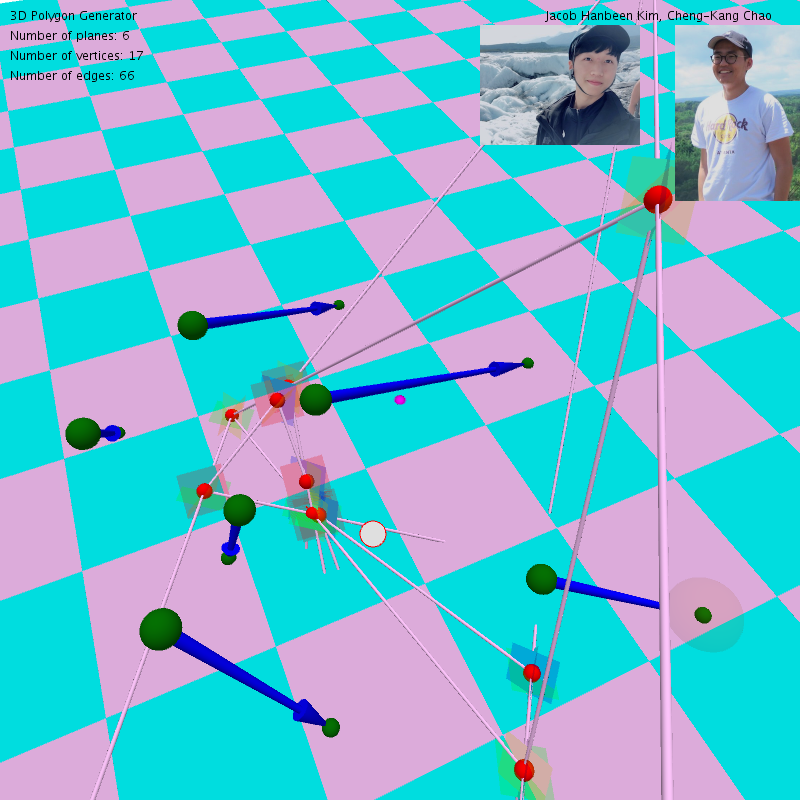 3D Polygon Generator
Jacob Hanbeen Kim, Cheng-Kang Chao
Number of planes: 6
Number of vertices: 17
Number of edges: 66